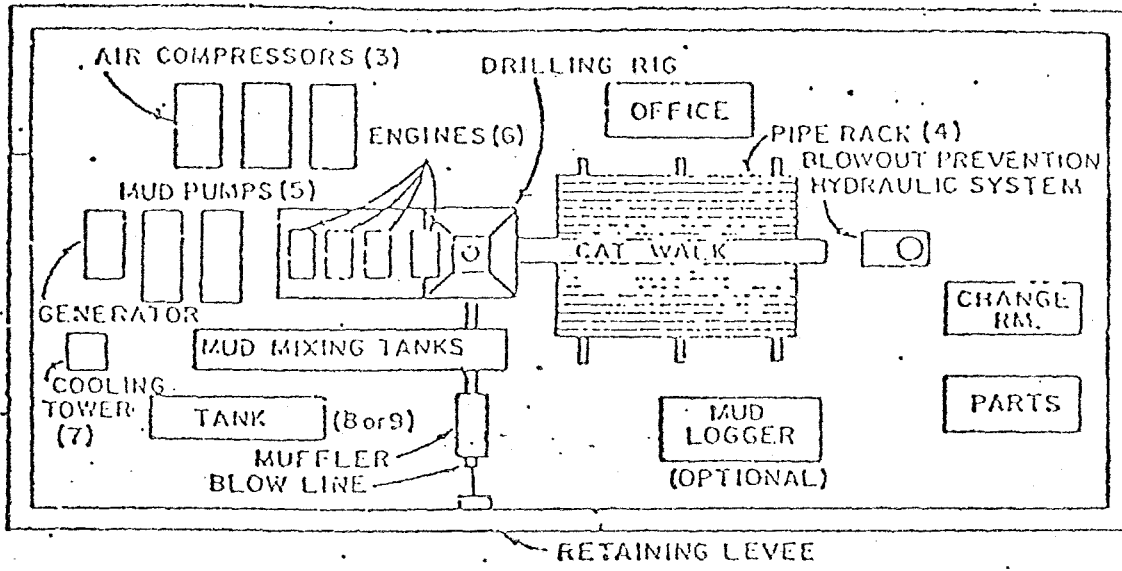 AIR COMPRESSORS (3)
DRILLING RIG
OFFICE
ENGINES (6)
PIPE RACK (4)
BLOWOUT PREVENTION
HYDRAULIC SYSTEM
MUD PUMPS (5)
CAT WALK
GENERATOR
CHANGE
RM.
MUD MIXING TANKS
COOLING
TOWER
(7)
TANK
(8 or 9)
MUD
LOGGER
(OPTIONAL)
PARTS
MUFFLER
BLOW LINE
RETAINING LEVEE